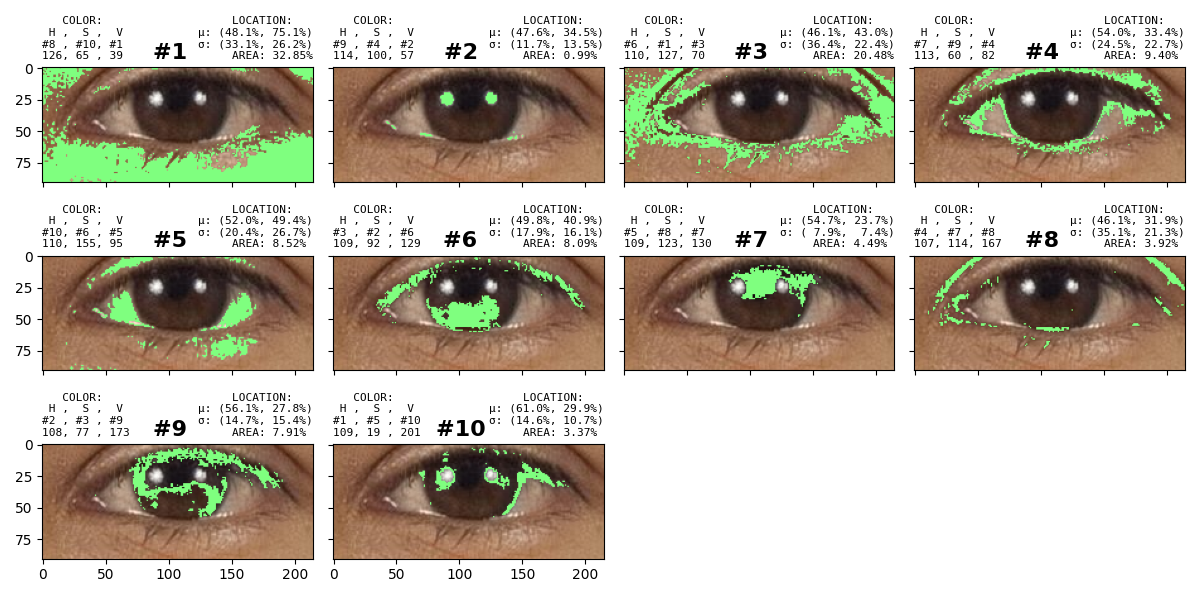 COLOR: LOCATION:
H , S , V μ: (48.1%, 75.1%)
#8 , #10, #1 #1 σ: (33.1%, 26.2%)
126, 65 , 39 AREA: 32.85%
COLOR: LOCATION:
H , S , V μ: (47.6%, 34.5%)
#9 , #4 , #2 #2 σ: (11.7%, 13.5%)
114, 100, 57 AREA: 0.99%
COLOR: LOCATION:
H , S , V μ: (46.1%, 43.0%)
#6 , #1 , #3 #3 σ: (36.4%, 22.4%)
110, 127, 70 AREA: 20.48%
COLOR: LOCATION:
H , S , V μ: (54.0%, 33.4%)
#7 , #9 , #4 #4 σ: (24.5%, 22.7%)
113, 60 , 82 AREA: 9.40%
0
25
50
75
COLOR: LOCATION:
H , S , V μ: (52.0%, 49.4%)
#10, #6 , #5 #5 σ: (20.4%, 26.7%)
110, 155, 95 AREA: 8.52%
COLOR: LOCATION:
H , S , V μ: (49.8%, 40.9%)
#3 , #2 , #6 #6 σ: (17.9%, 16.1%)
109, 92 , 129 AREA: 8.09%
COLOR: LOCATION:
H , S , V μ: (54.7%, 23.7%)
#5 , #8 , #7 #7 σ: ( 7.9%, 7.4%)
109, 123, 130 AREA: 4.49%
COLOR: LOCATION:
H , S , V μ: (46.1%, 31.9%)
#4 , #7 , #8 #8 σ: (35.1%, 21.3%)
107, 114, 167 AREA: 3.92%
0
25
50
75
COLOR: LOCATION:
H , S , V μ: (56.1%, 27.8%)
#2 , #3 , #9 #9 σ: (14.7%, 15.4%)
108, 77 , 173 AREA: 7.91%
COLOR: LOCATION:
H , S , V μ: (61.0%, 29.9%)
#1 , #5 , #10 #10 σ: (14.6%, 10.7%)
109, 19 , 201 AREA: 3.37%
0
25
50
75
0 50 100 150 200
0 50 100 150 200